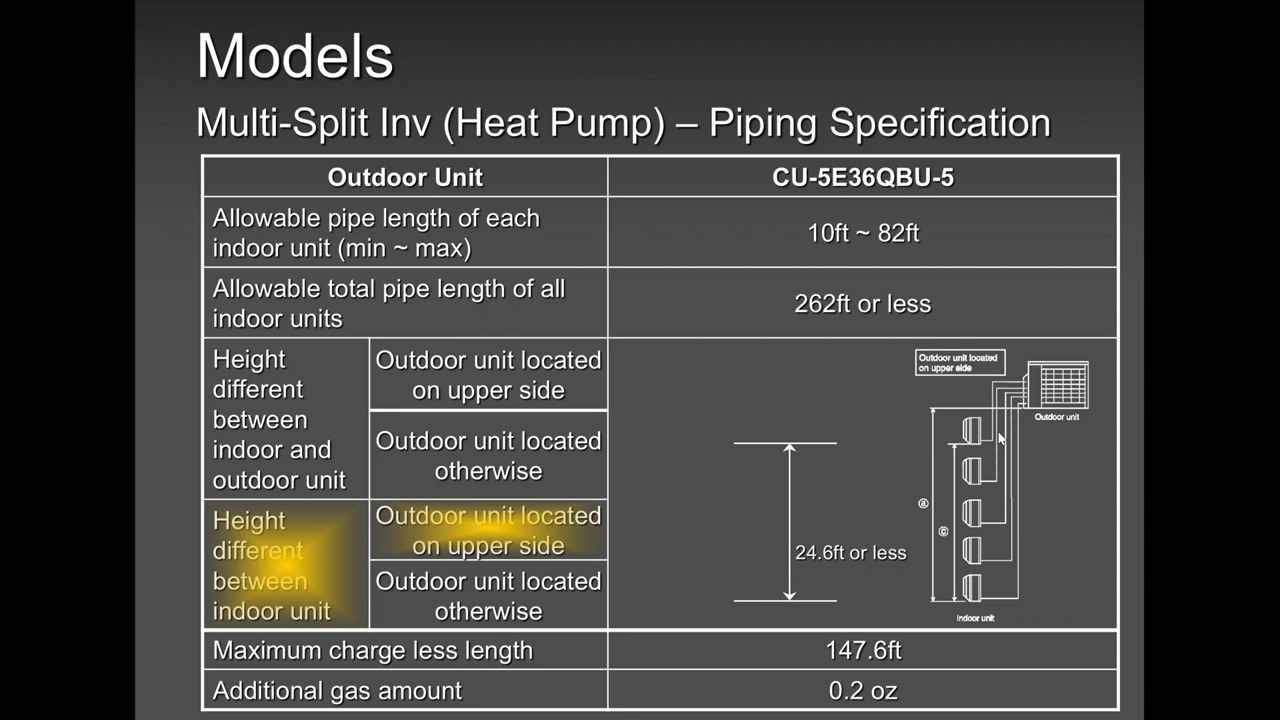 Models
Multi-Split Inv (Heat Pump) – Piping Specification
Outdoor Unit
CU-5E36QBU-5
Allowable pipe length of each
indoor unit (min ~ max)
10ft ~ 82ft
Allowable total pipe length of all
indoor units
262ft or less
Height
different
between
indoor and
outdoor unit
Outdoor unit located
on upper side
Outdoor unit located
otherwise
Height
different
between
indoor unit
Outdoor unit located
on upper side
Outdoor unit located
otherwise
24.6ft or less
Outdoor unit located
on upper side
Outdoor unit
ⓐ
ⓒ
Indoor unit
Maximum charge less length
147.6ft
Additional gas amount
0.2 oz